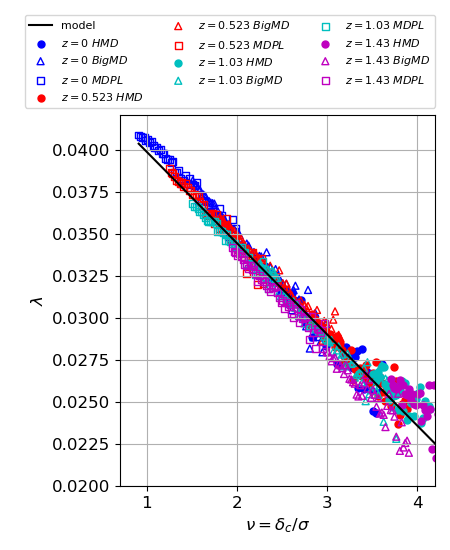 model
z = 0 HMD
z = 0 BigMD
z = 0 MDPL
z = 0.523 HMD
z = 0.523 BigMD
z = 0.523 MDPL
z = 1.03 HMD
z = 1.03 BigMD
z = 1.03 MDPL
z = 1.43 HMD
z = 1.43 BigMD
z = 1.43 MDPL
0.0400
0.0375
0.0350
0.0325
0.0300
0.0275
0.0250
0.0225
0.0200
λ
1 2 3 4
ν = δc/σ